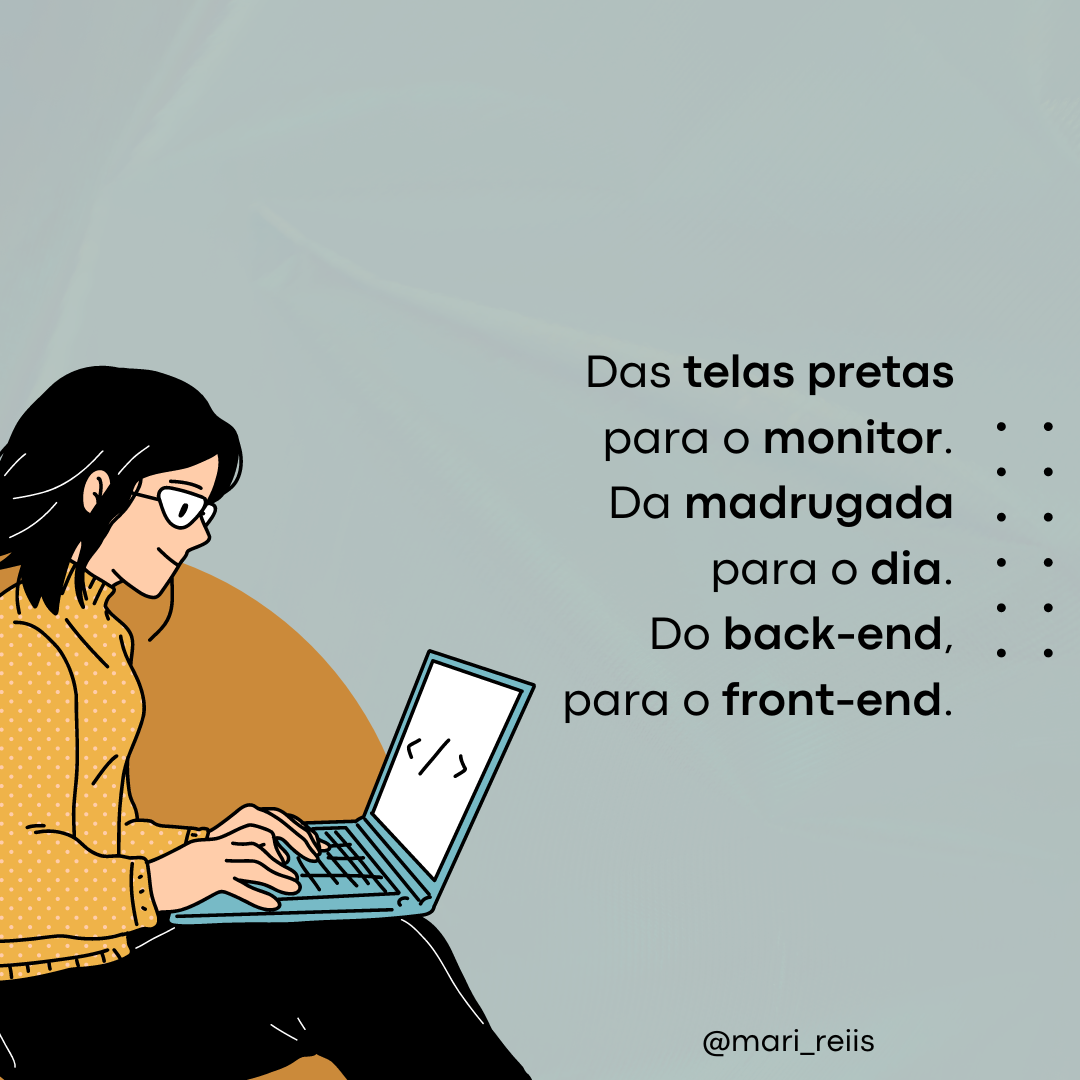 Das telas pretas
para o monitor.
Da madrugada
para o dia.
Do back-end,
para o front-end.
</>
@mari_reiis